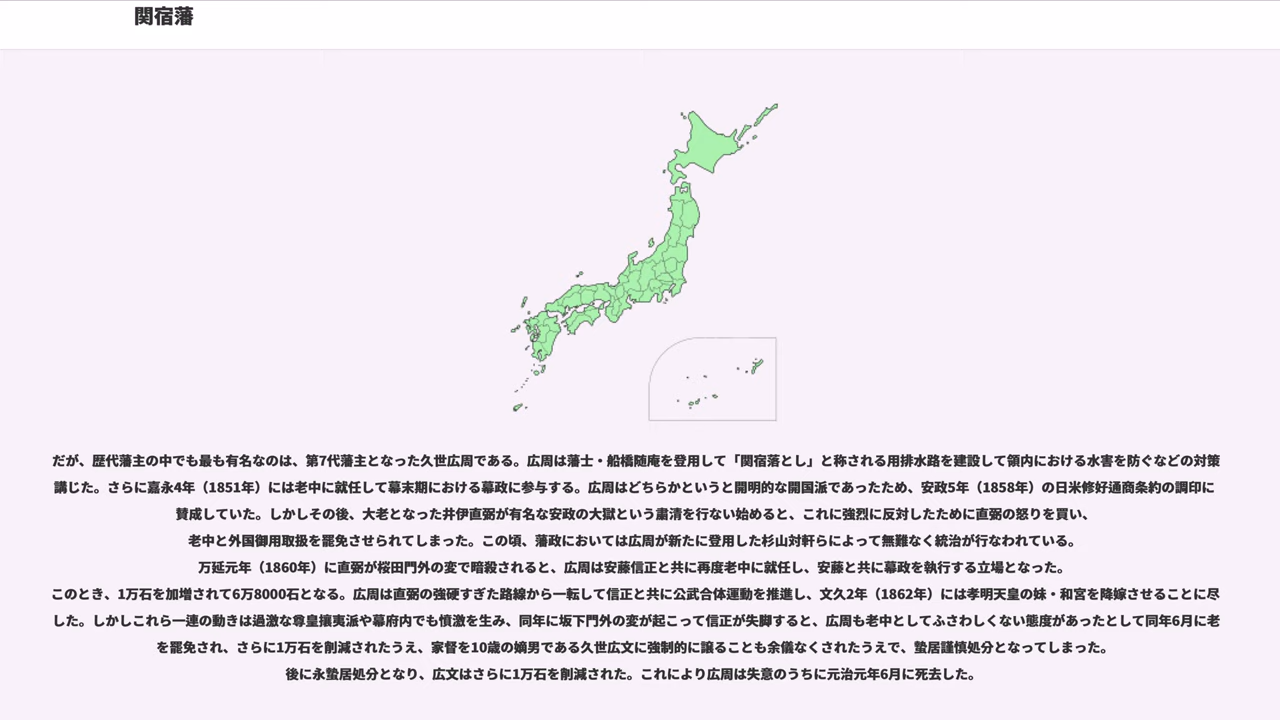 関宿藩
だが、歴代藩主の中でも最も有名なのは、第7代藩主となった久世広周である。広周は藩士・船橋随庵を登用して「関宿落とし」と称される用排水路を建設して領内における水害を防ぐなどの対策
講じた。さらに嘉永4年（1851年）には老中に就任して幕末期における幕政に参与する。広周はどちらかというと開明的な開国派であったため、安政5年（1858年）の日米修好通商条約の調印に
賛成していた。しかしその後、大老となった井伊直弼が有名な安政の大獄という粛清を行ない始めると、これに強烈に反対したために直弼の怒りを買い、
老中と外国御用取扱を罷免させられてしまった。この頃、藩政においては広周が新たに登用した杉山対軒らによって無難なく統治が行なわれている。
万延元年（1860年）に直弼が桜田門外の変で暗殺されると、広周は安藤信正と共に再度老中に就任し、安藤と共に幕政を執行する立場となった。
このとき、1万石を加増されて6万8000石となる。広周は直弼の強硬すぎた路線から一転して信正と共に公武合体運動を推進し、文久2年（1862年）には孝明天皇の妹・和宮を降嫁させることに尽
した。しかしこれら一連の動きは過激な尊皇攘夷派や幕府内でも憤激を生み、同年に坂下門外の変が起こって信正が失脚すると、広周も老中としてふさわしくない態度があったとして同年6月に老
を罷免され、さらに1万石を削減されたうえ、家督を10歳の嫡男である久世広文に強制的に譲ることも余儀なくされたうえで、蟄居謹慎処分となってしまった。
後に永蟄居処分となり、広文はさらに1万石を削減された。これにより広周は失意のうちに元治元年6月に死去した。